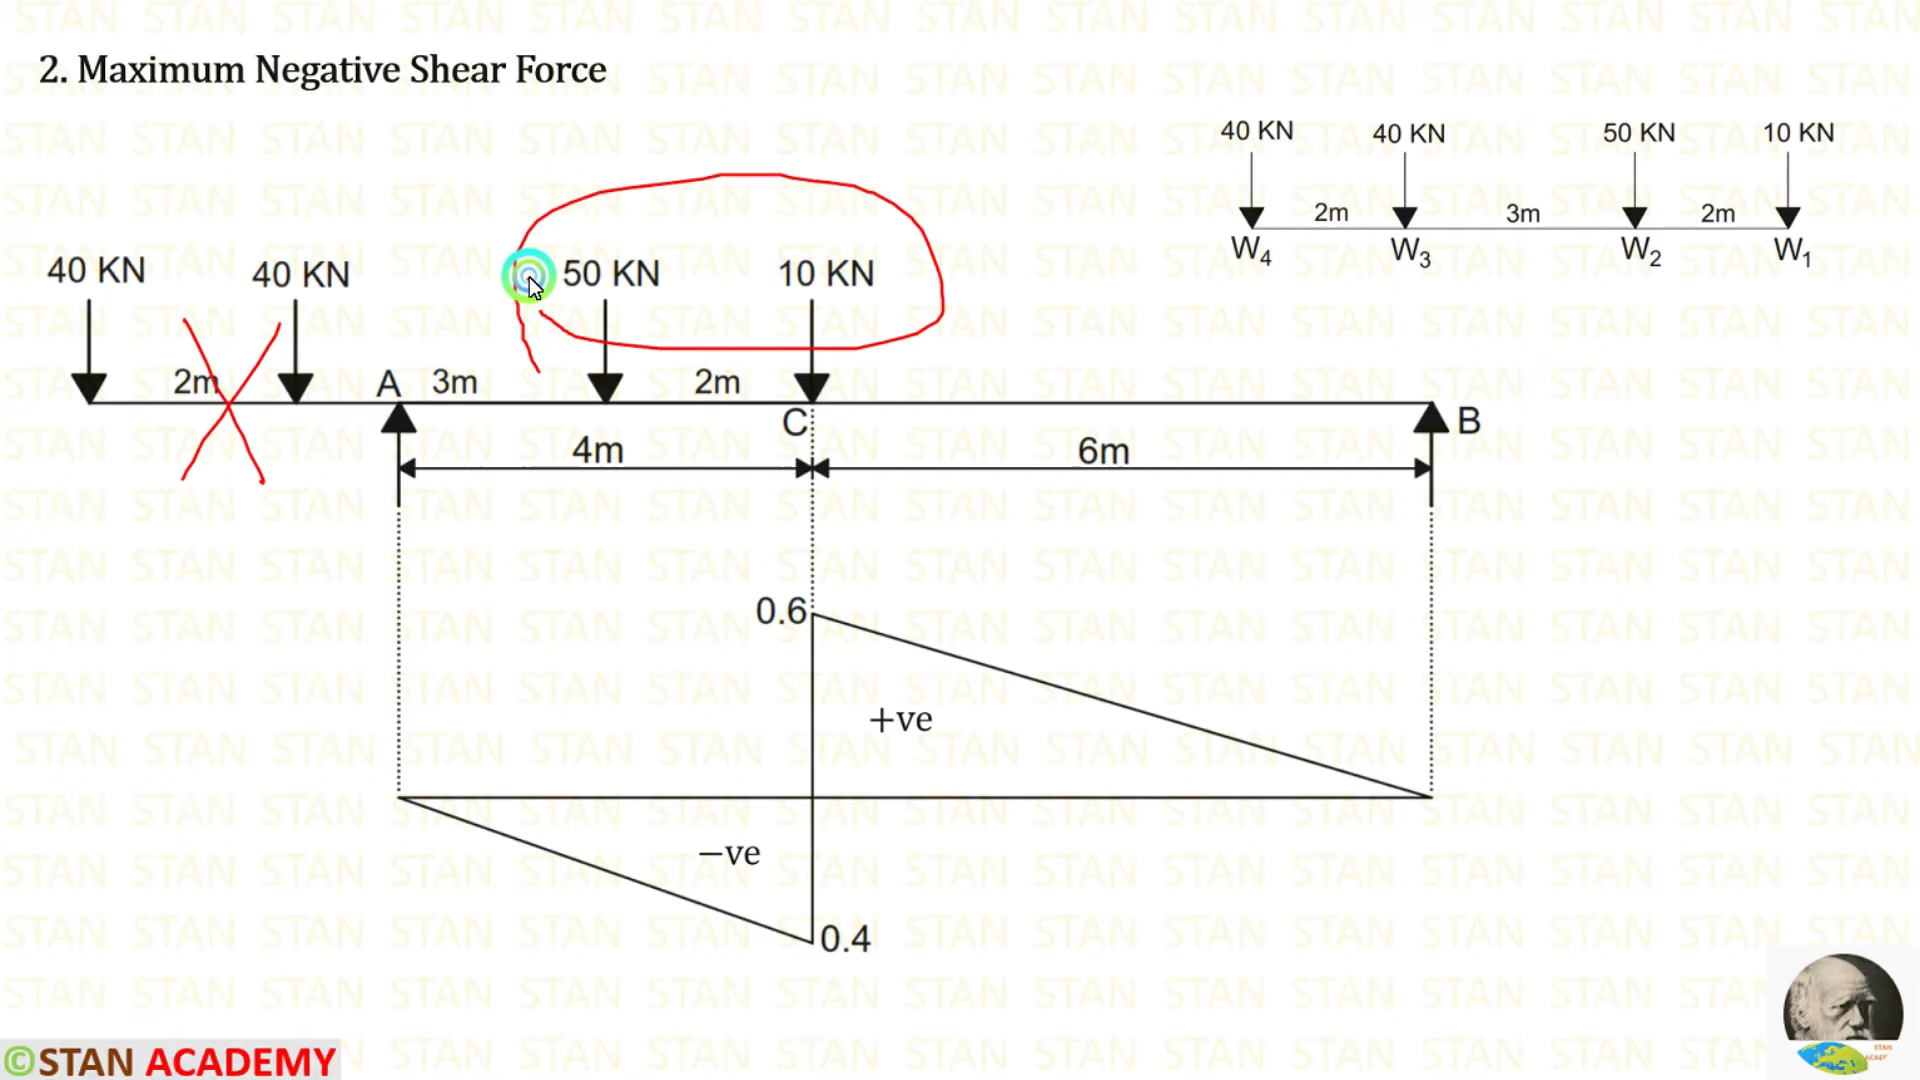 2. Maximum Negative Shear Force
40 KN 40 KN 50 KN 10 KN
2m 3m 2m
W4 W3 W2 W1
40 KN 40 KN 50 KN 10 KN
2m A 3m 2m
C B
4m 6m
0.6
+ve
−ve
0.4
©STAN ACADEMY
STAN